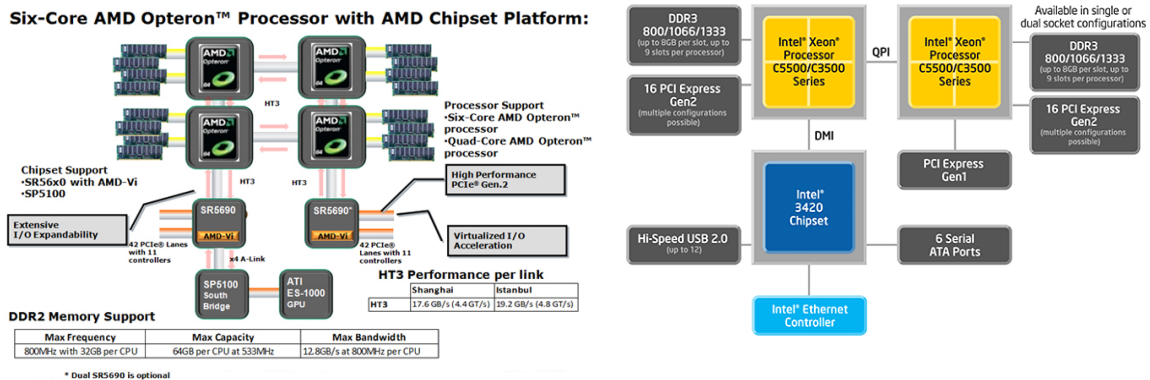 Six-Core AMD Opteron™ Processor with AMD Chipset Platform:
AMD
Opteron
64
AMD
Opteron
64
HT3
AMD
Opteron
64
AMD
Opteron
64
Processor Support
•Six-Core AMD Opteron™
processor
•Quad-Core AMD Opteron™
processor
Chipset Support
•SR56x0 with AMD-Vi
•SP5100
HT3
HT3
High Performance
PCIe® Gen.2
Extensive
I/O Expandability
SR5690
AMD-Vi
SR5690*
AMD-Vi
Virtualized I/O
Acceleration
42 PCIe® Lanes
with 11
controllers
42 PCIe®
Lanes with 11
controllers
x4 A-Link
SP5100
South
Bridge
ATI
ES-1000
GPU
HT3 Performance per link
Shanghai Istanbul
HT3 17.6 GB/s (4.4 GT/s) 19.2 GB/s (4.8 GT/s)
DDR2 Memory Support
Max Frequency Max Capacity Max Bandwidth
800MHz with 32GB per CPU 64GB per CPU at 533MHz 12.8GB/s at 800MHz per CPU
* Dual SR5690 is optional
DDR3
800/1066/1333
(up to 8GB per slot, up to
9 slots per processor)
16 PCI Express
Gen2
(multiple configurations
possible)
Intel® Xeon®
Processor
C5500/C3500
Series
QPI
Intel® Xeon®
Processor
C5500/C3500
Series
Available in single or
dual socket configurations
DDR3
800/1066/1333
(up to 8GB per slot, up to
9 slots per processor)
16 PCI Express
Gen2
(multiple configurations
possible)
DMI
PCI Express
Gen1
Intel®
3420
Chipset
Hi-Speed USB 2.0
(up to 12)
6 Serial
ATA Ports
Intel® Ethernet
Controller